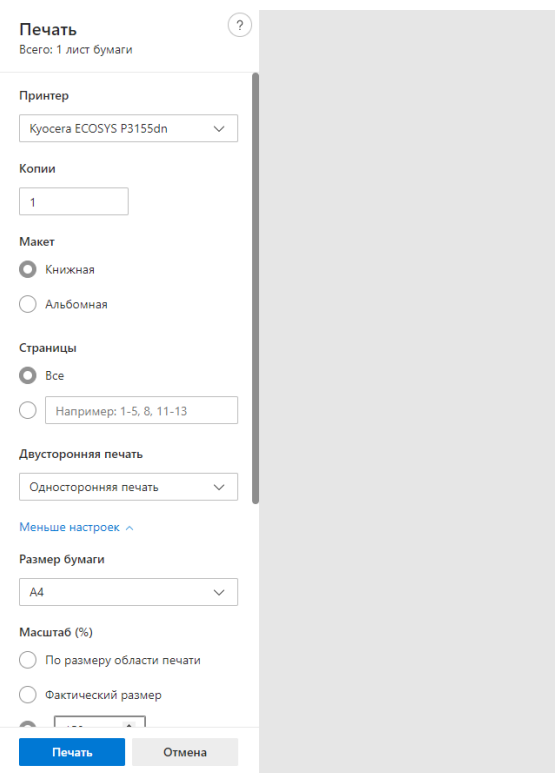 Печать
?
Всего: 1 лист бумаги
Принтер
Kyocera ECOSYS P3155dn
Копии
1
Макет
Книжная
Альбомная
Страницы
Все
Например: 1-5, 8, 11-13
Двусторонняя печать
Односторонняя печать
Меньше настроек
Размер бумаги
A4
Масштаб (%)
По размеру области печати
Фактический размер
Печать
Отмена